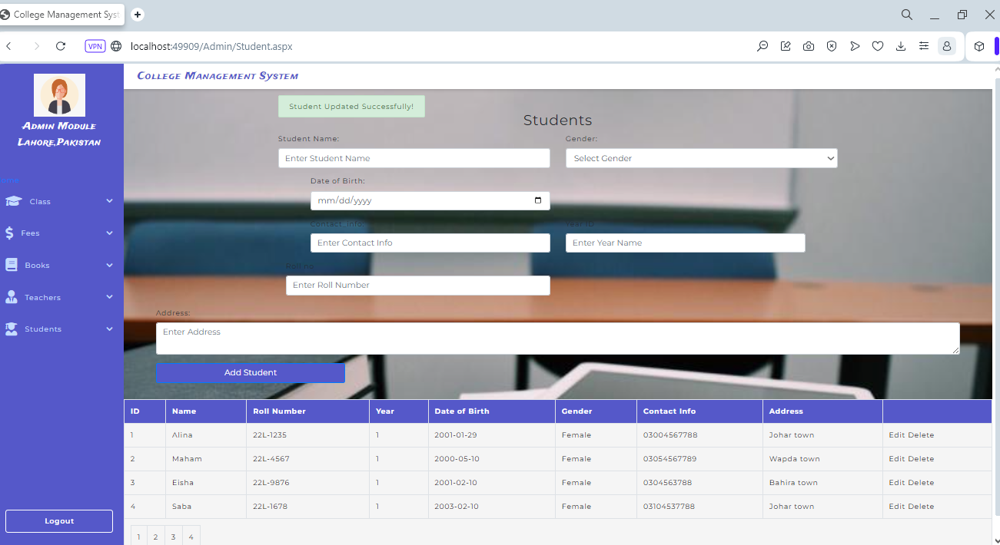 College Management Syst
VPN
localhost:49909/Admin/Student.aspx
College Management System
Admin Module
Lahore,Pakistan
Class
Fees
Books
Teachers
Students
Logout
Student Updated Successfully!
Students
Student Name:
Gender:
Enter Student Name
Select Gender
Date of Birth:
mm/dd/yyyy
Contact_Info:
Year ID
Enter Contact Info
Enter Year Name
Roll no
Enter Roll Number
Address:
Enter Address
Add Student
ID Name Roll Number Year Date of Birth Gender Contact Info Address
1 Alina 22L-1235 1 2001-01-29 Female 03004567788 Johar town Edit Delete
2 Maham 22L-4567 1 2000-05-10 Female 03054567789 Wapda town Edit Delete
3 Eisha 22L-9876 1 2001-02-10 Female 0304563788 Bahira town Edit Delete
4 Saba 22L-1678 1 2003-02-10 Female 03104537788 Johar town Edit Delete
1 2 3 4